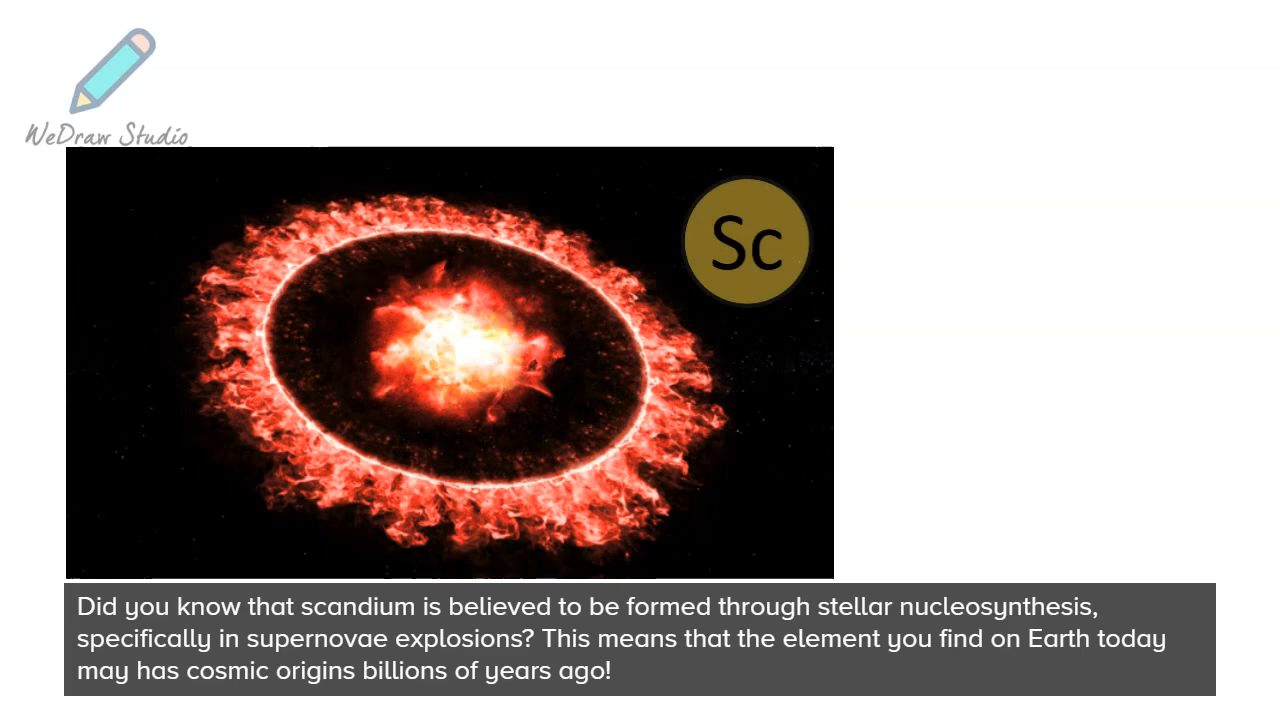 WeDraw Studio
Sc
Did you know that scandium is believed to be formed through stellar nucleosynthesis,
specifically in supernovae explosions? This means that the element you find on Earth today
may has cosmic origins billions of years ago!